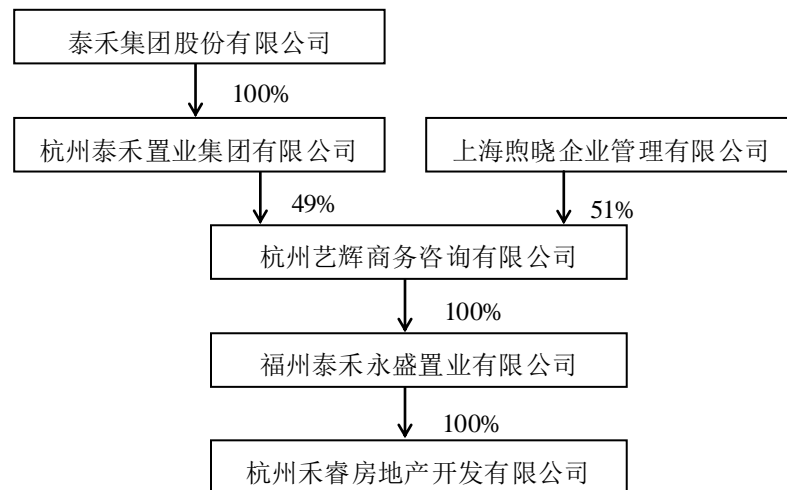 泰禾集团股份有限公司
100%
杭州泰禾置业集团有限公司
上海煦晓企业管理有限公司
49%
51%
杭州艺辉商务咨询有限公司
100%
福州泰禾永盛置业有限公司
100%
杭州禾睿房地产开发有限公司